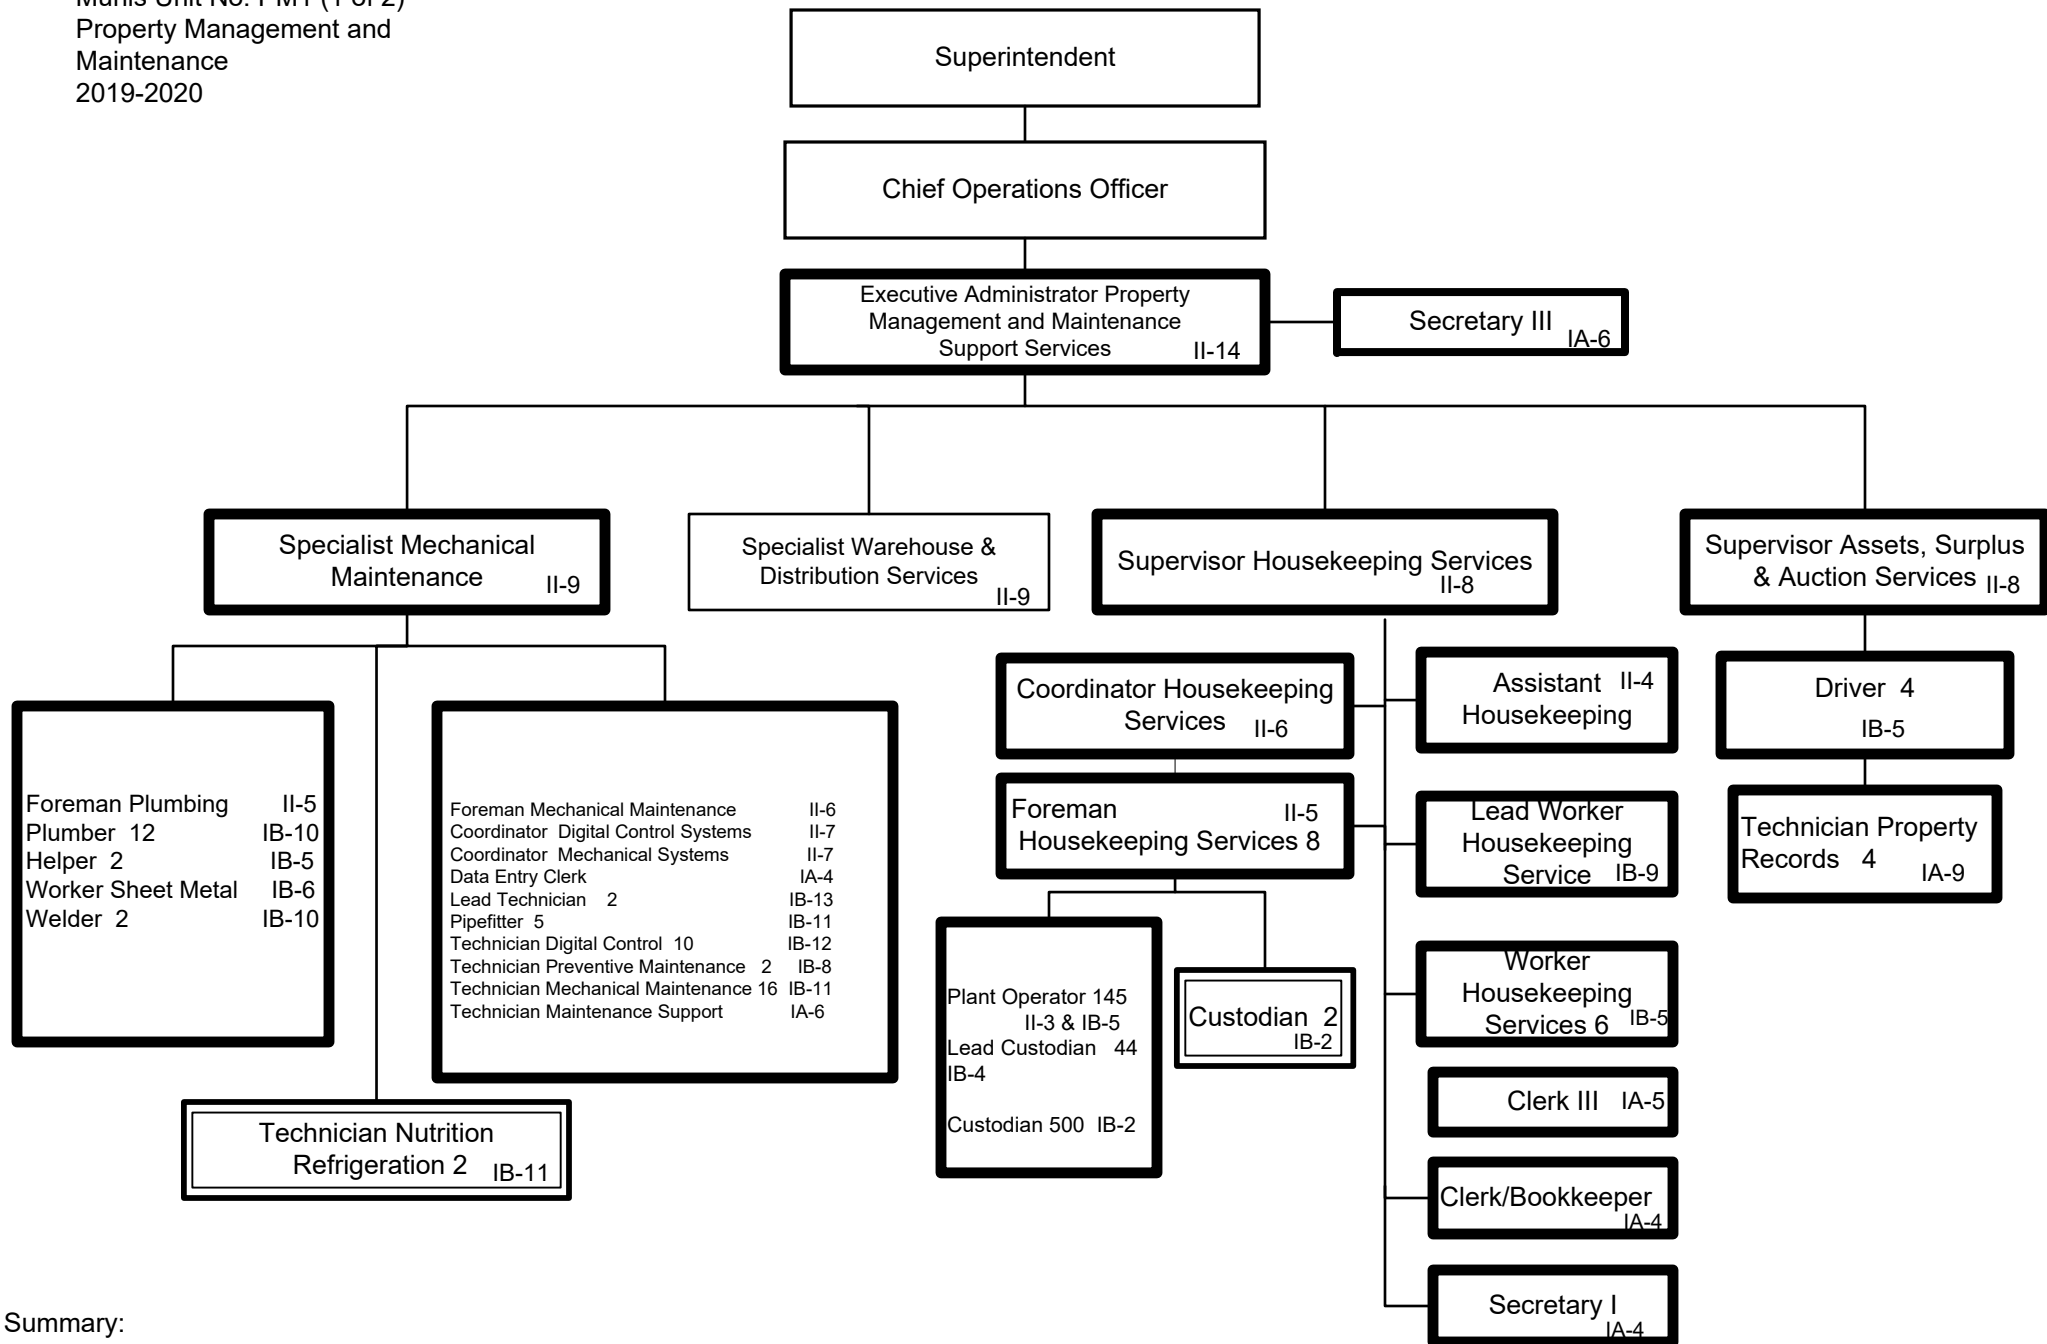 Munis Unit No. PM1 (1 of 2)
Property Management and
Maintenance
2019-2020
Superintendent
Chief Operations Officer
Executive Administrator Property
Management and Maintenance
Support Services II-14
Secretary III
IA-6
Specialist Mechanical
Maintenance II-9
Specialist Warehouse &
Distribution Services
II-9
Supervisor Housekeeping Services
II-8
Supervisor Assets, Surplus
& Auction Services II-8
Foreman Plumbing II-5
Plumber 12 IB-10
Helper 2 IB-5
Worker Sheet Metal IB-6
Welder 2 IB-10
Foreman Mechanical Maintenance II-6
Coordinator Digital Control Systems II-7
Coordinator Mechanical Systems II-7
Data Entry Clerk IA-4
Lead Technician 2 IB-13
Pipefitter 5 IB-11
Technician Digital Control 10 IB-12
Technician Preventive Maintenance 2 IB-8
Technician Mechanical Maintenance 16 IB-11
Technician Maintenance Support IA-6
Technician Nutrition
Refrigeration 2 IB-11
Coordinator Housekeeping
Services II-6
Foreman II-5
Housekeeping Services 8
Plant Operator 145
II-3 & IB-5
Lead Custodian 44
IB-4
Custodian 500 IB-2
Custodian 2
IB-2
Assistant II-4
Housekeeping
Lead Worker
Housekeeping
Service IB-9
Worker
Housekeeping
Services 6 IB-5
Clerk III IA-5
Clerk/Bookkeeper
IA-4
Secretary I
IA-4
Driver 4
IB-5
Technician Property
Records 4 IA-9
Summary: